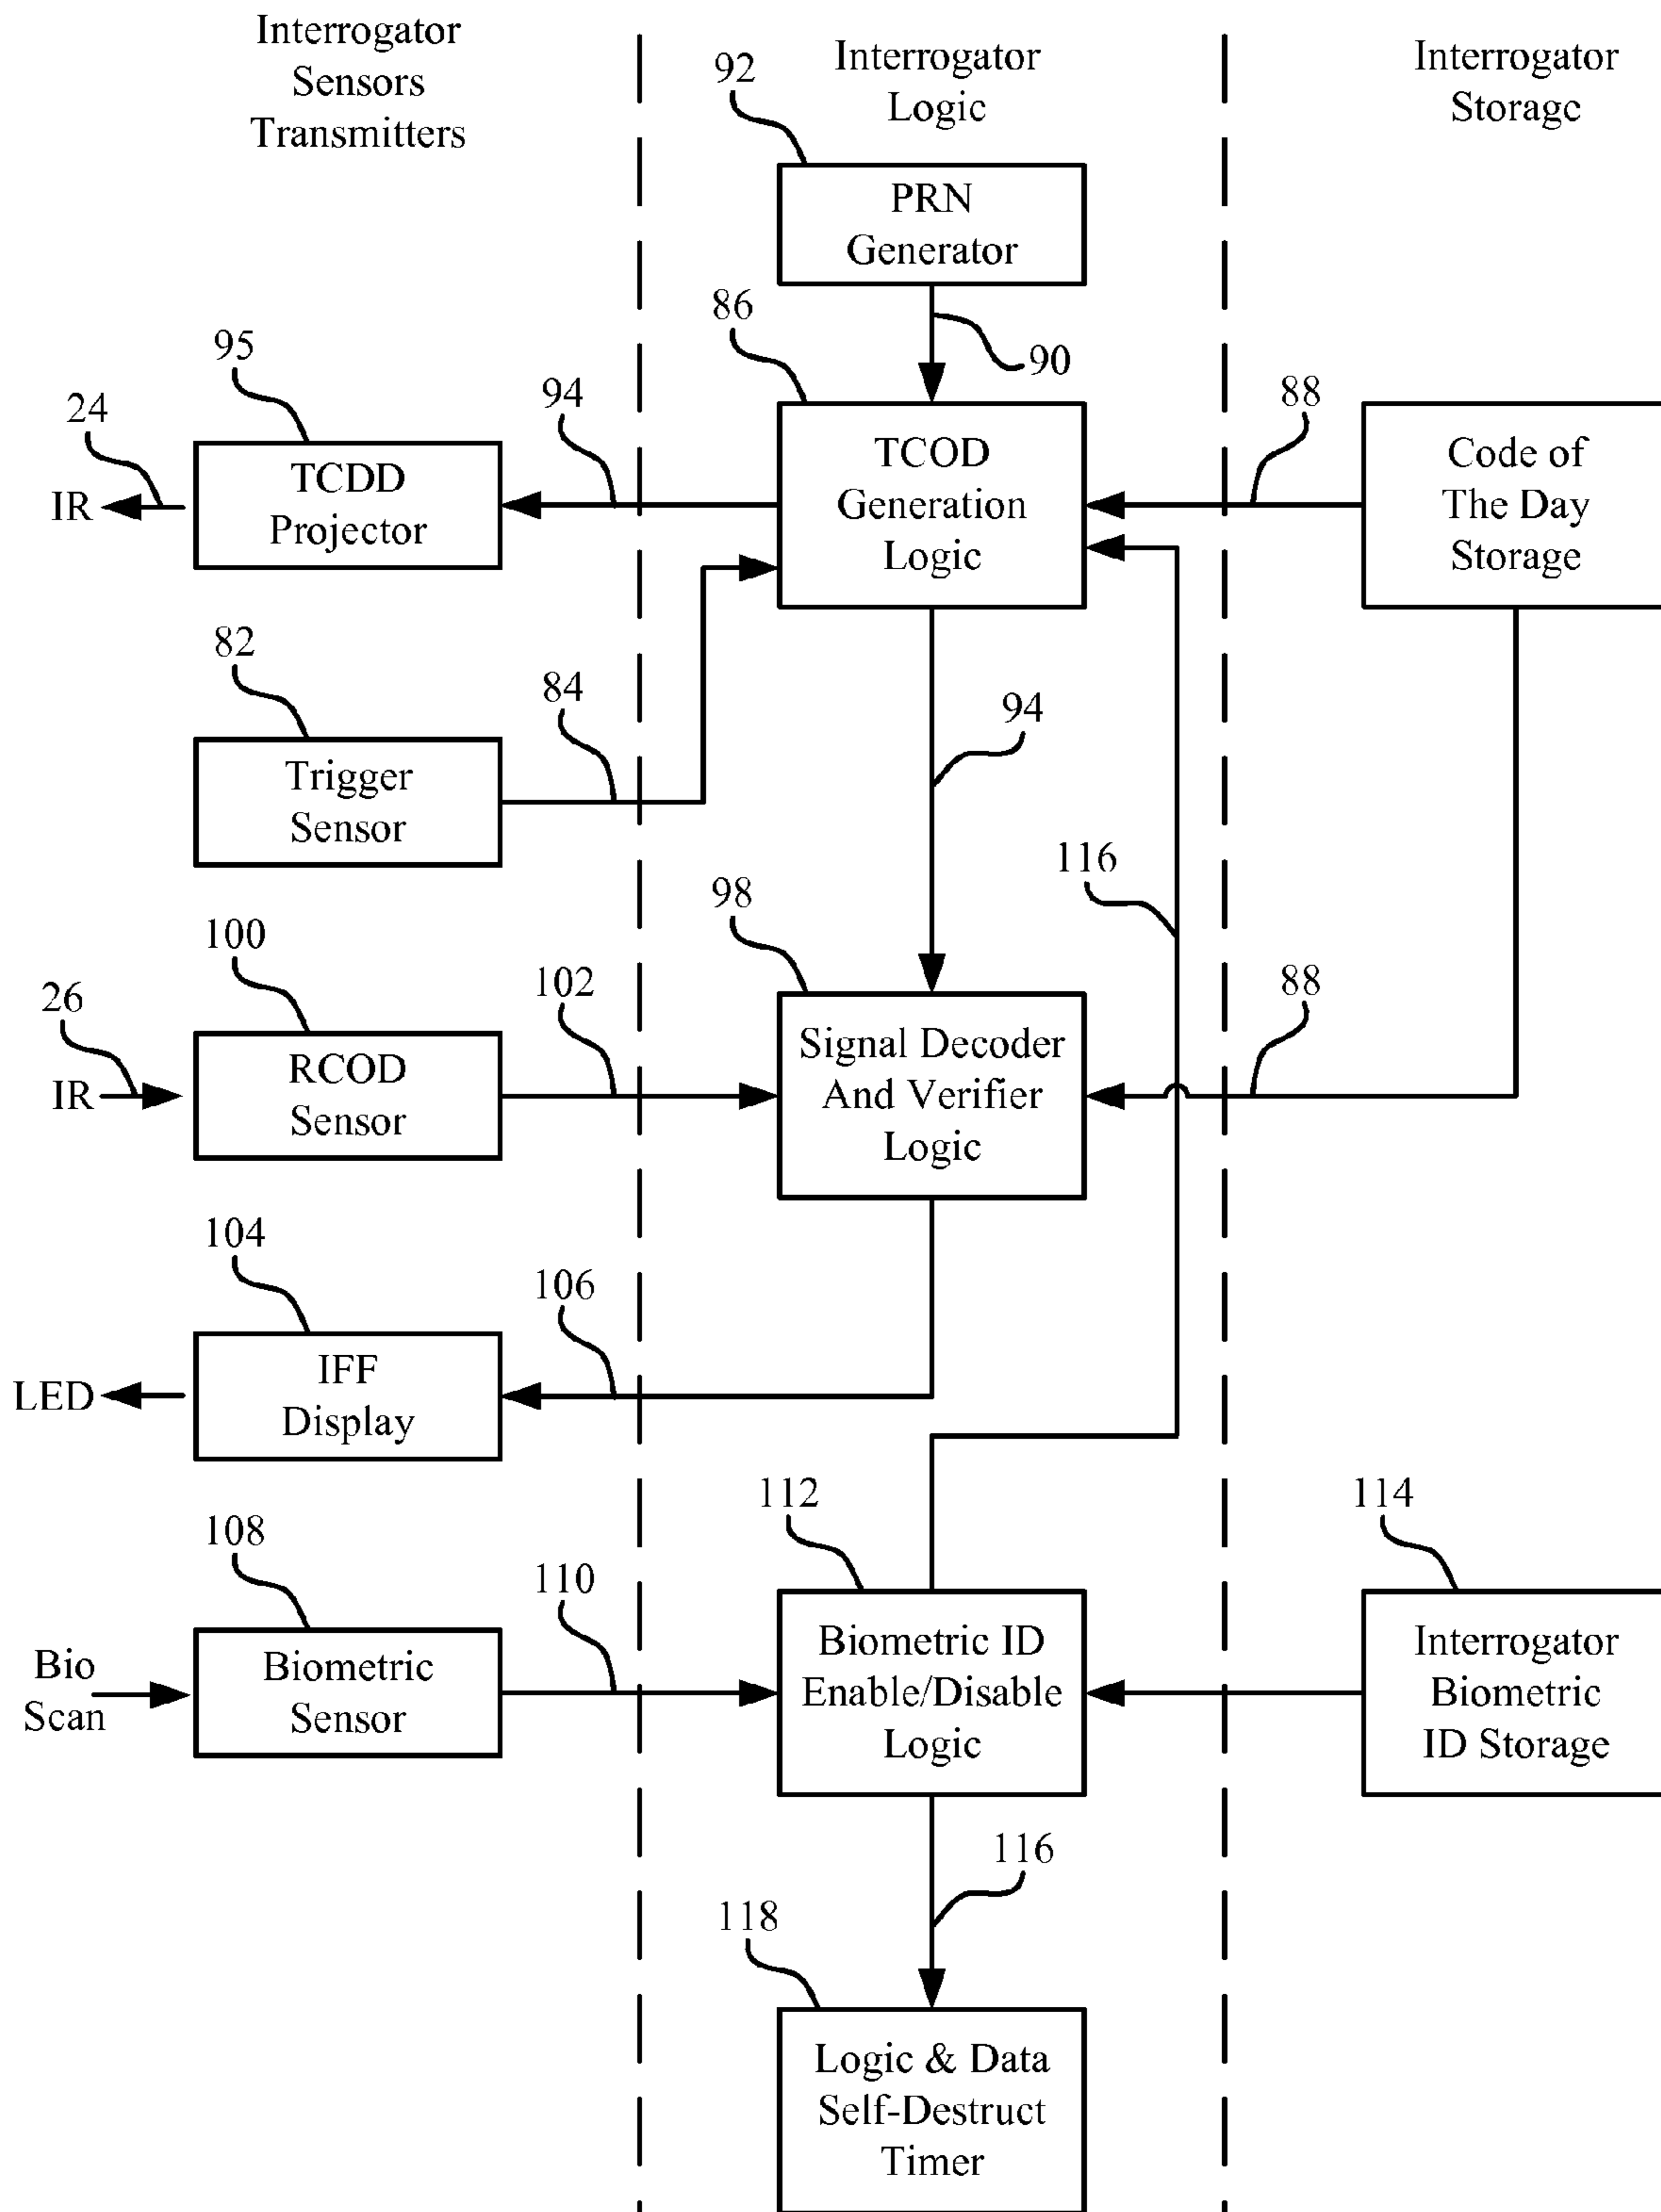 Interrogator
Sensors
Transmitters
Interrogator
Logic
Interrogator
Storage
92
PRN
Generator
90
86
95
24
94
88
IR
TCDD
Projector
TCOD
Generation
Logic
Code of
The Day
Storage
82
84
94
Trigger
Sensor
116
98
100
26
102
88
IR
RCOD
Sensor
Signal Decoder
And Verifier
Logic
104
106
LED
IFF
Display
112
114
108
110
Bio
Scan
Biometric
Sensor
Biometric ID
Enable/Disable
Logic
Interrogator
Biometric
ID Storage
116
118
Logic & Data
Self-Destruct
Timer